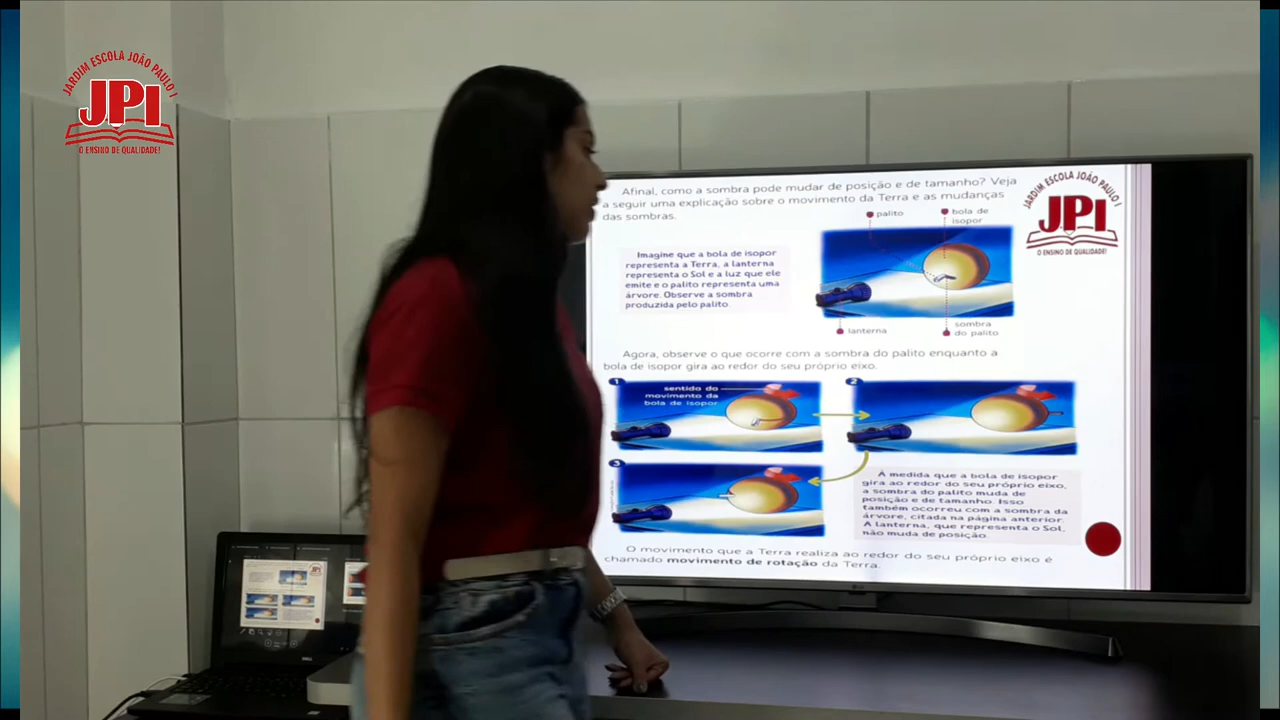 JARDIM ESCOLA JOÃO PAULO I
JPI
O ENSINO DE QUALIDADE!
Afinal, como a sombra pode mudar de posição e de tamanho? Veja
a seguir uma explicação sobre o movimento da Terra e as mudanças
das sombras.
JARDIM ESCOLA JOÃO PAULO I
JPI
O ENSINO DE QUALIDADE!
palito
bola de
isopor
Imagine que a bola de isopor
representa a Terra, a lanterna
representa o Sol e a luz que ele
emite e o palito representa uma
árvore. Observe a sombra
produzida pelo palito.
lanterna
sombra
do palito
Agora, observe o que ocorre com a sombra do palito enquanto a
bola de isopor gira ao redor do seu próprio eixo.
1
sentido do
movimento da
bola de isopor
2
3
À medida que a bola de isopor
gira ao redor do seu próprio eixo,
a sombra do palito muda de
posição e de tamanho. Isso
também ocorreu com a sombra da
árvore, citada na página anterior.
A lanterna, que representa o Sol,
não muda de posição.
O movimento que a Terra realiza ao redor do seu próprio eixo é
chamado movimento de rotação da Terra.